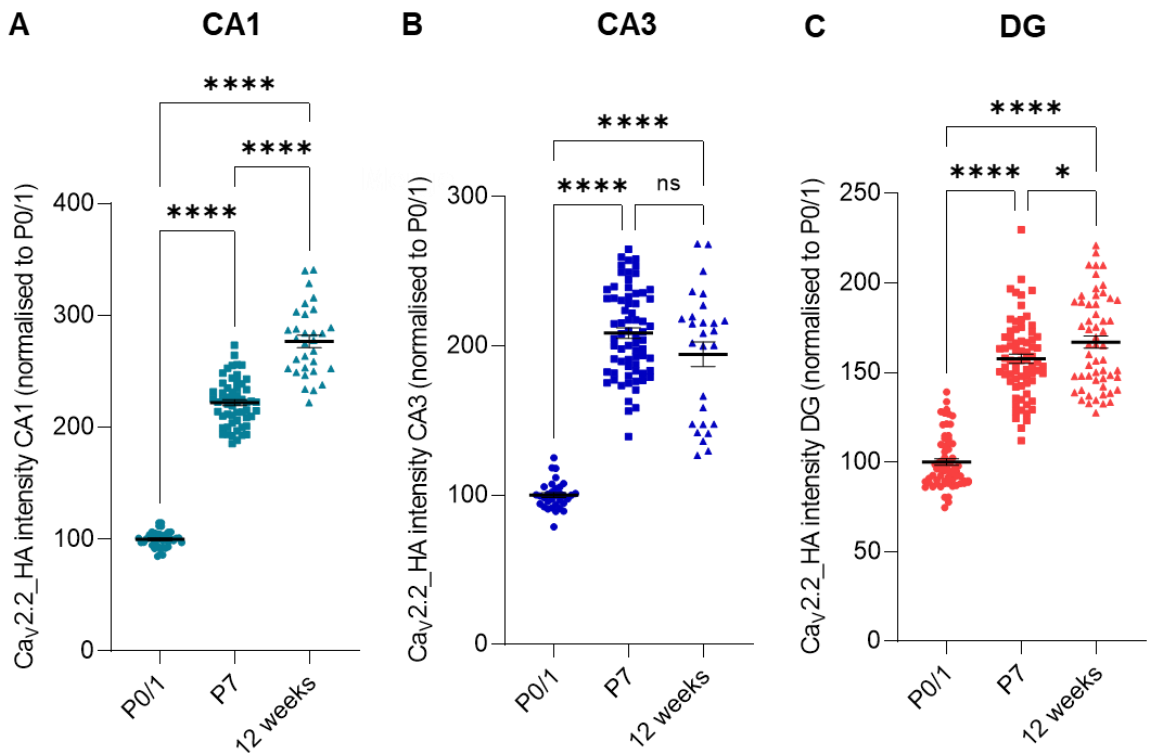 A CA1
****
****
****
Caᵥ2.2_HA intensity CA1 (normalised to P0/1)
400
300
200
100
0
P0/1
P7
12 weeks
B CA3
****
**** ns
Caᵥ2.2_HA intensity CA3 (normalised to P0/1)
300
200
100
0
P0/1
P7
12 weeks
C DG
****
**** *
Caᵥ2.2_HA intensity DG (normalised to P0/1)
250
200
150
100
50
0
P0/1
P7
12 weeks